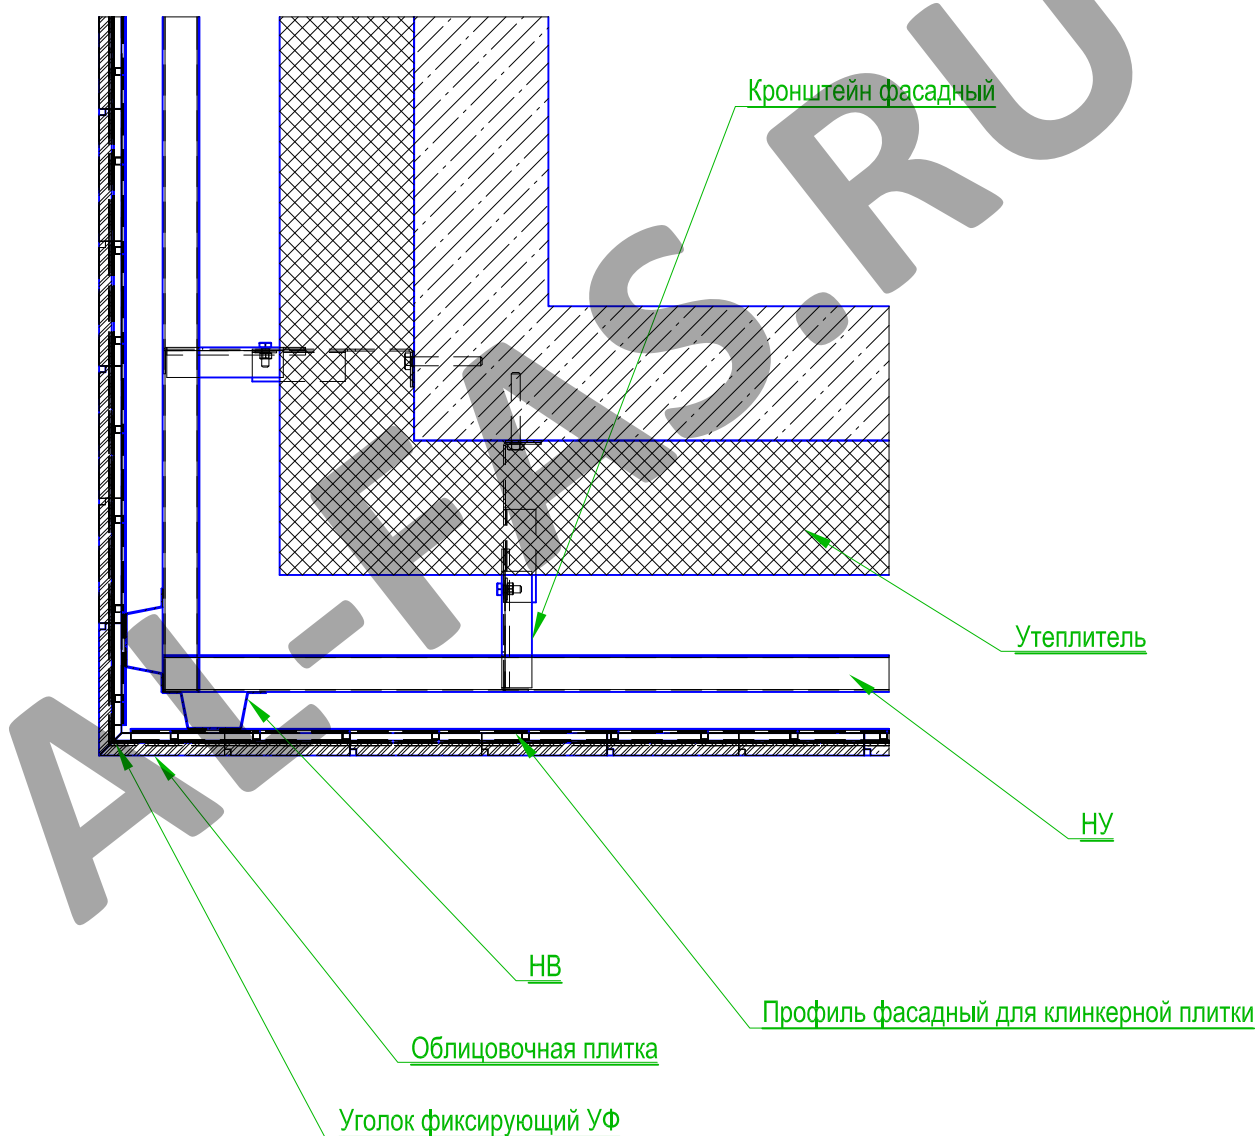 Кронштейн фасадный
Утеплитель
НУ
НВ
Профиль фасадный для клинкерной плитки
Облицовочная плитка
Уголок фиксирующий УФ
AL-FAS.RU